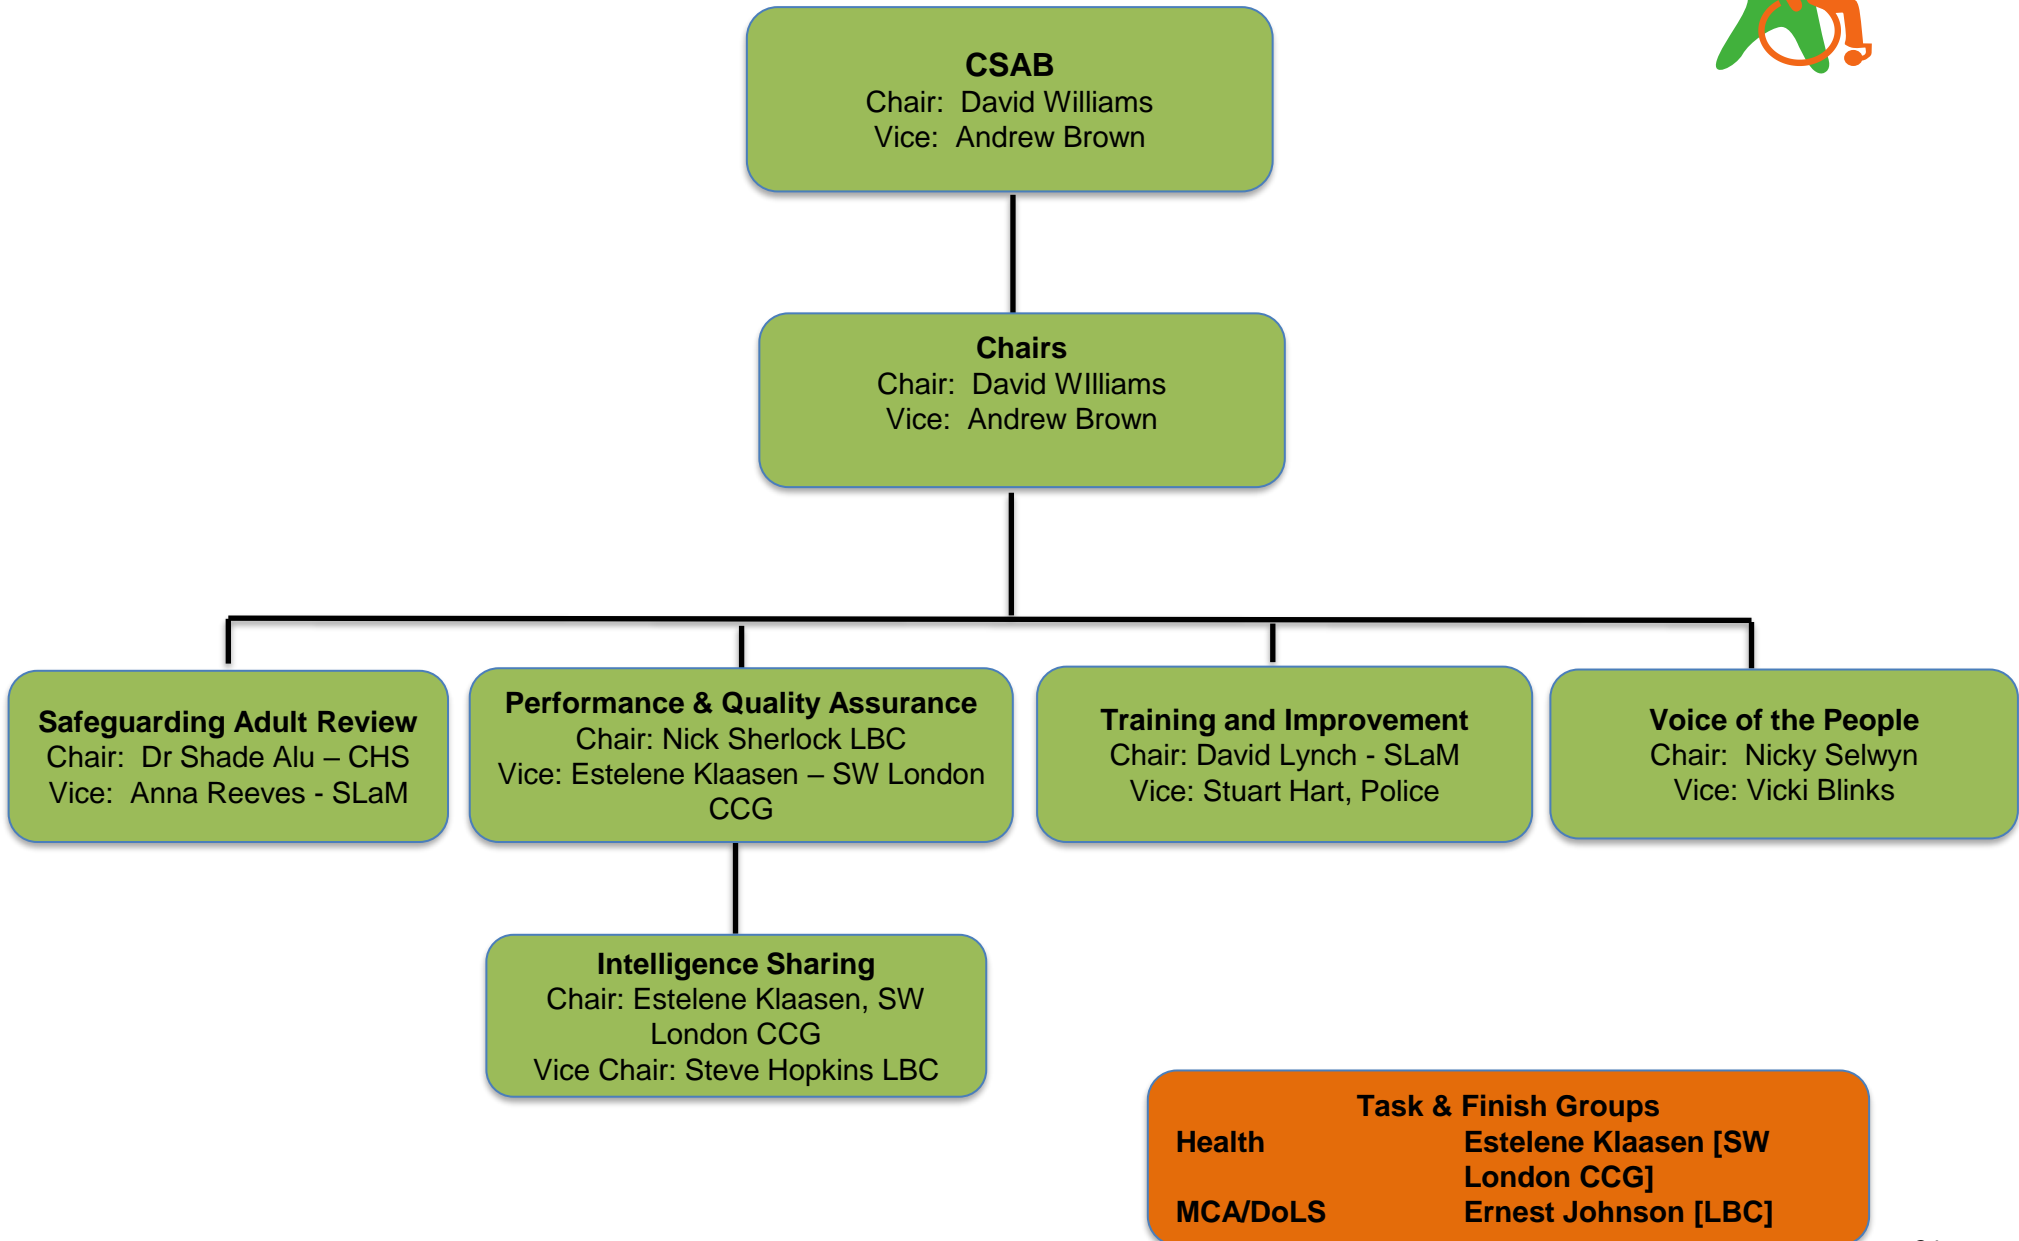 CSAB
Chair:  David Williams
Vice:  Andrew Brown
Chairs
Chair:  David WIlliams
Vice:  Andrew Brown
Safeguarding Adult Review
Chair:  Dr Shade Alu – CHS
Vice:  Anna Reeves - SLaM
Performance & Quality Assurance
Chair: Nick Sherlock LBC
Vice: Estelene Klaasen – SW London
CCG
Training and Improvement
Chair: David Lynch - SLaM
Vice: Stuart Hart, Police
Voice of the People
Chair:  Nicky Selwyn
Vice: Vicki Blinks
Intelligence Sharing
Chair: Estelene Klaasen, SW
London CCG
Vice Chair: Steve Hopkins LBC
Task & Finish Groups
Health Estelene Klaasen [SW
London CCG]
MCA/DoLS Ernest Johnson [LBC]